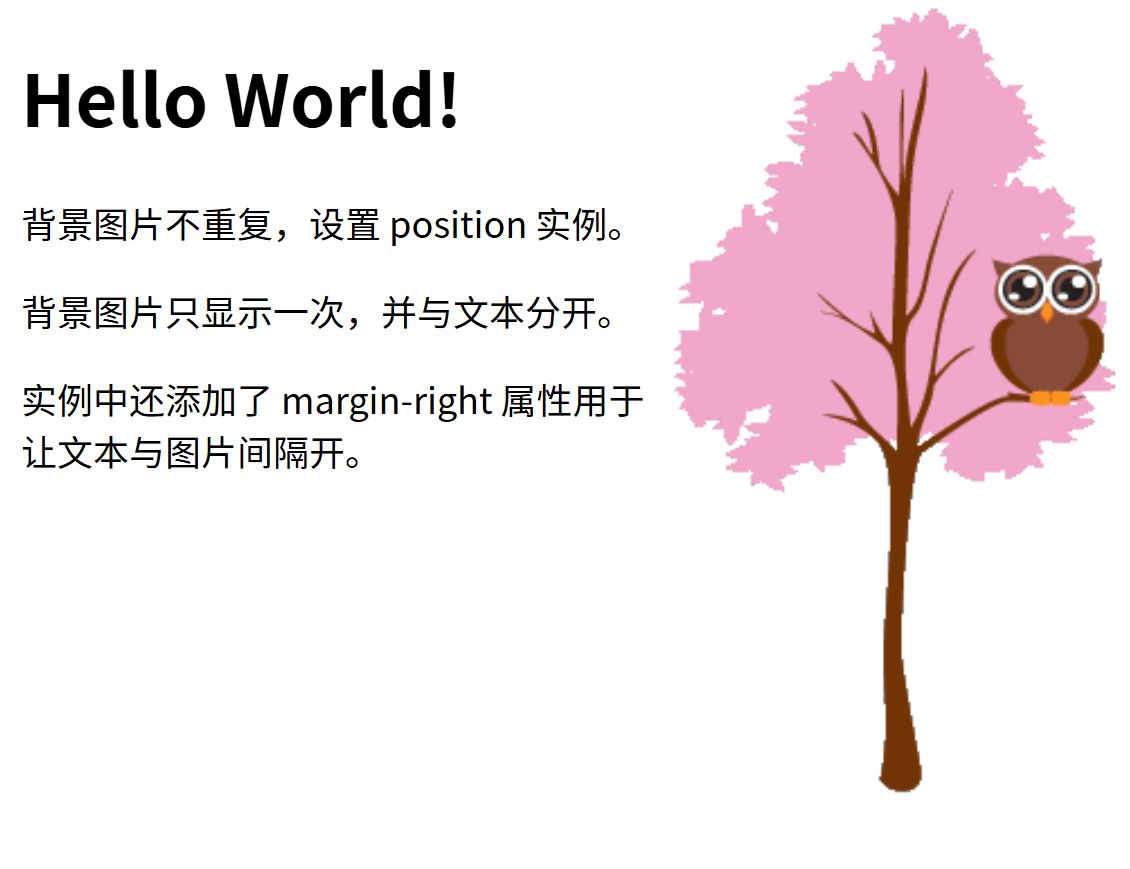 Hello World!
背景图片不重复，设置 position 实例。
背景图片只显示一次，并与文本分开。
实例中还添加了 margin-right 属性用于
让文本与图片间隔开。